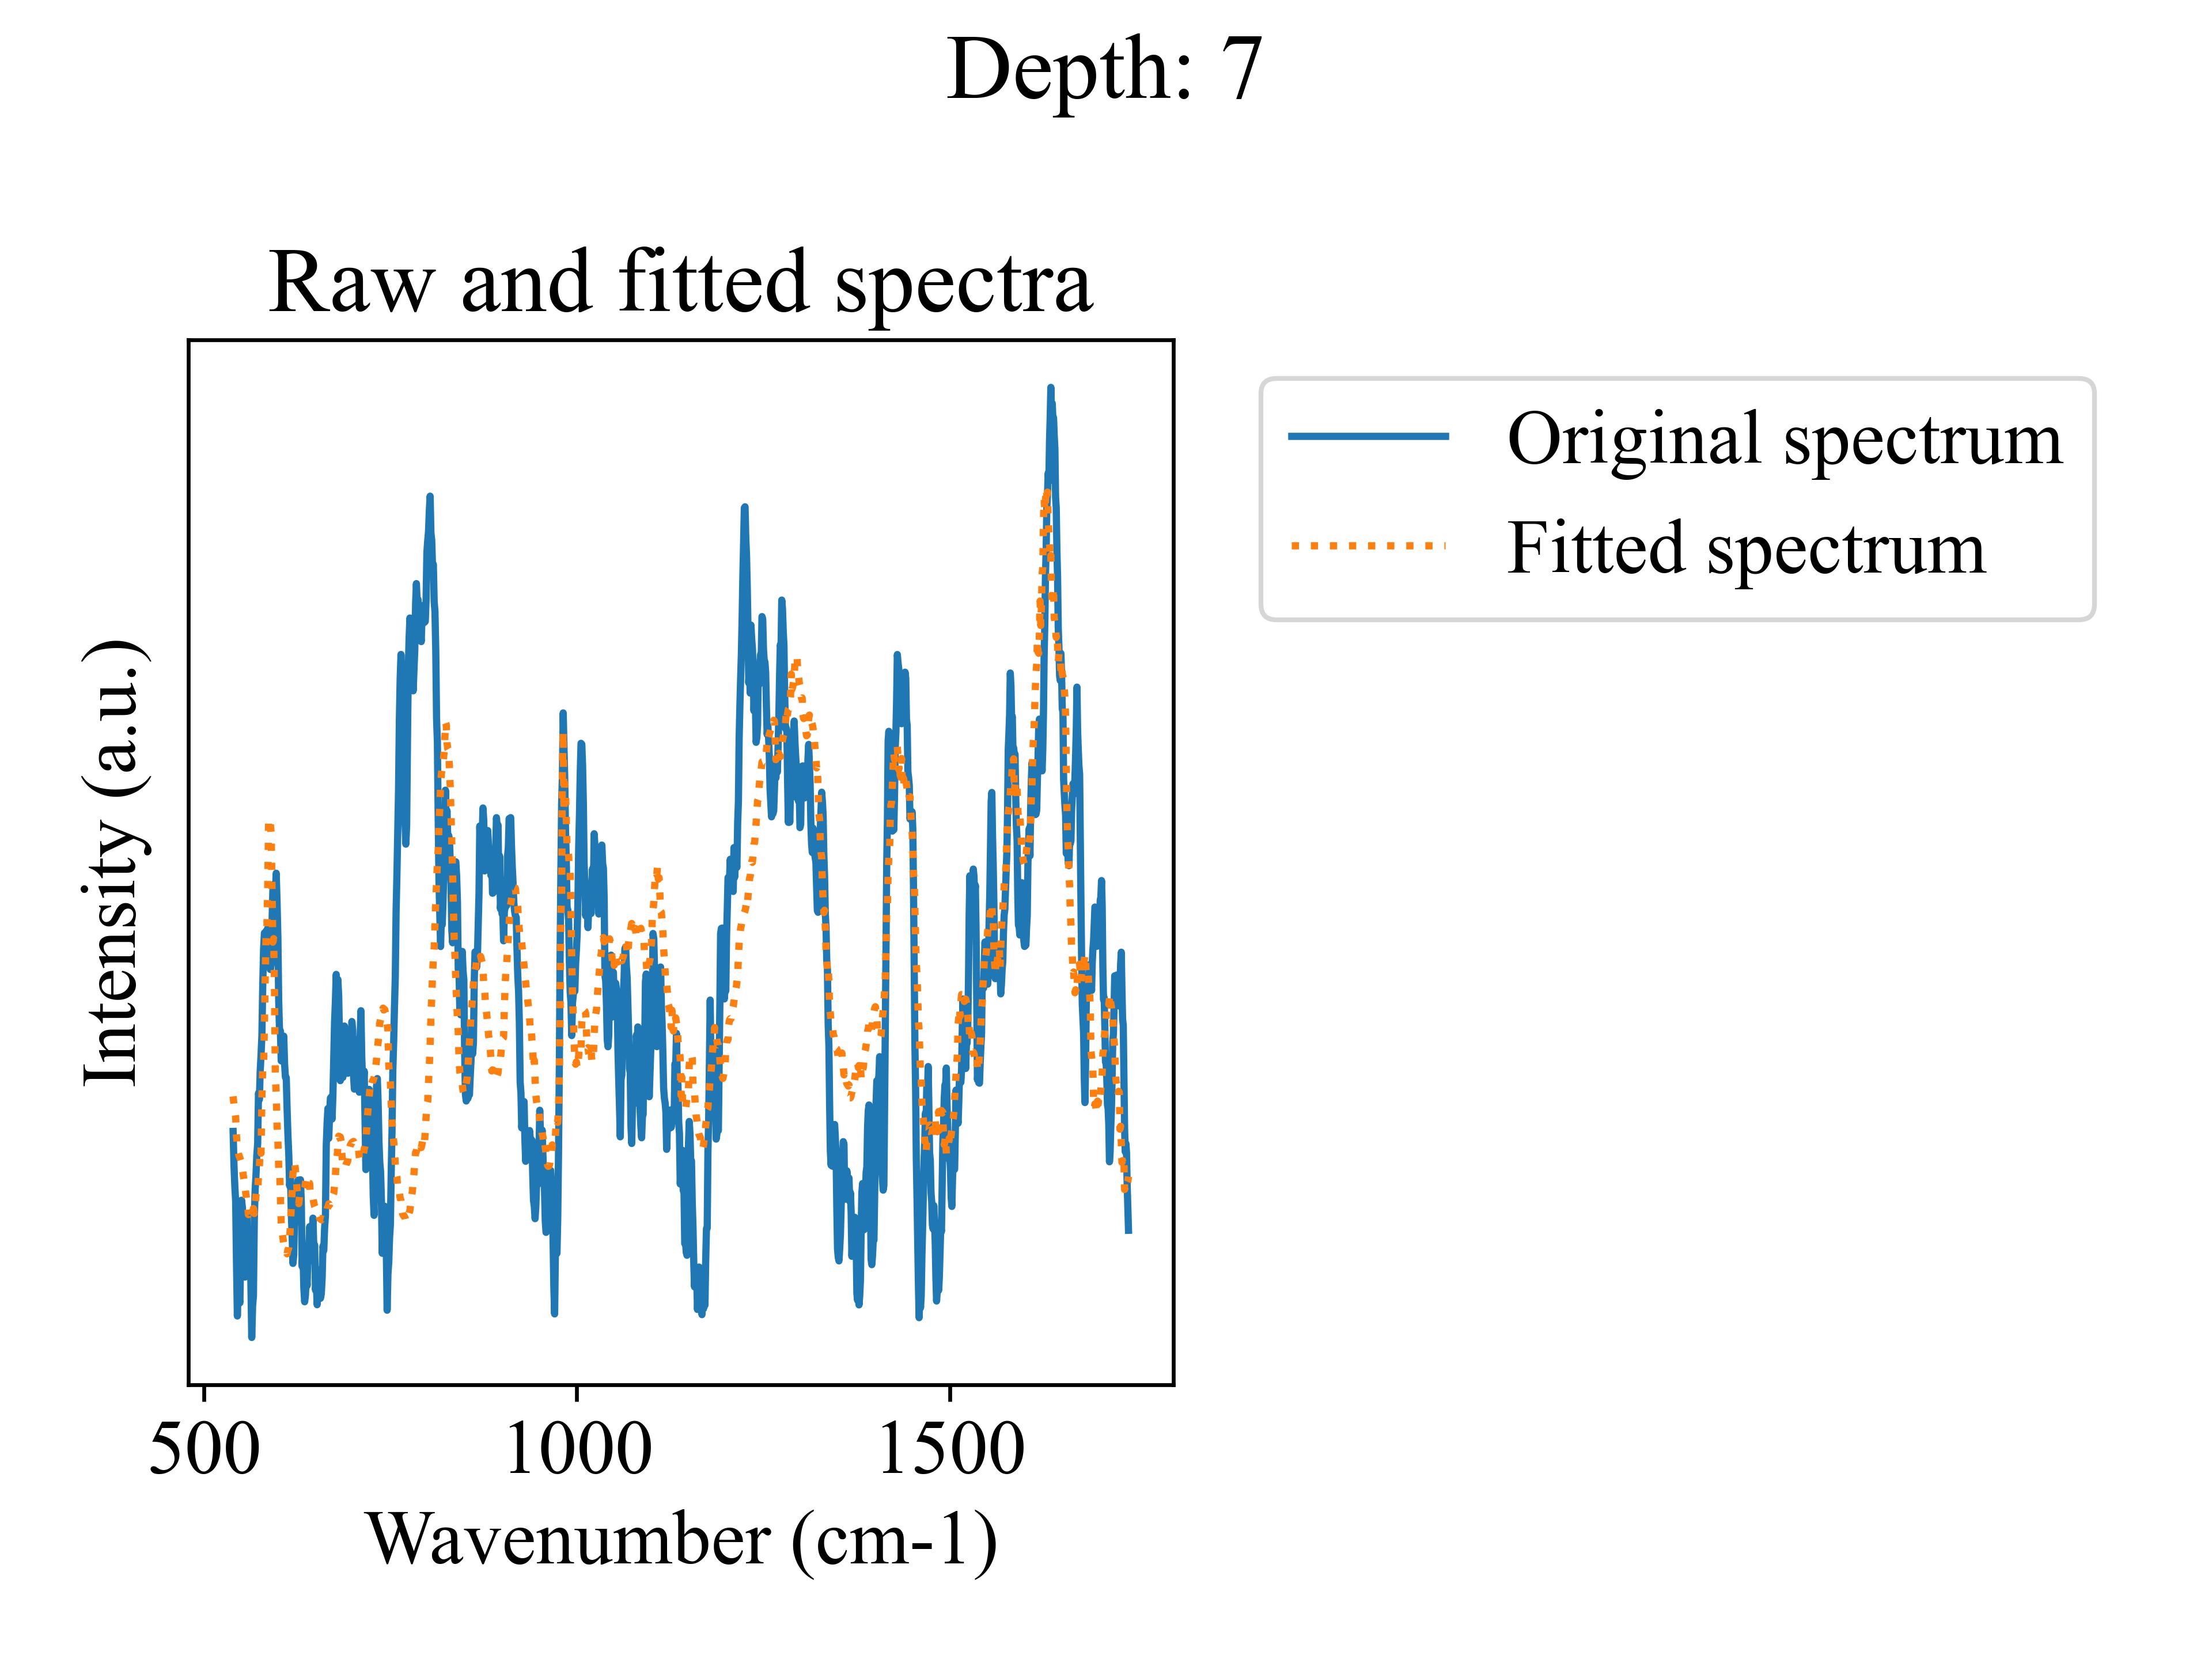 Depth: 7
Raw and fitted spectra
Original spectrum
Fitted spectrum
Intensity (a.u.)
500 1000 1500
Wavenumber (cm-1)